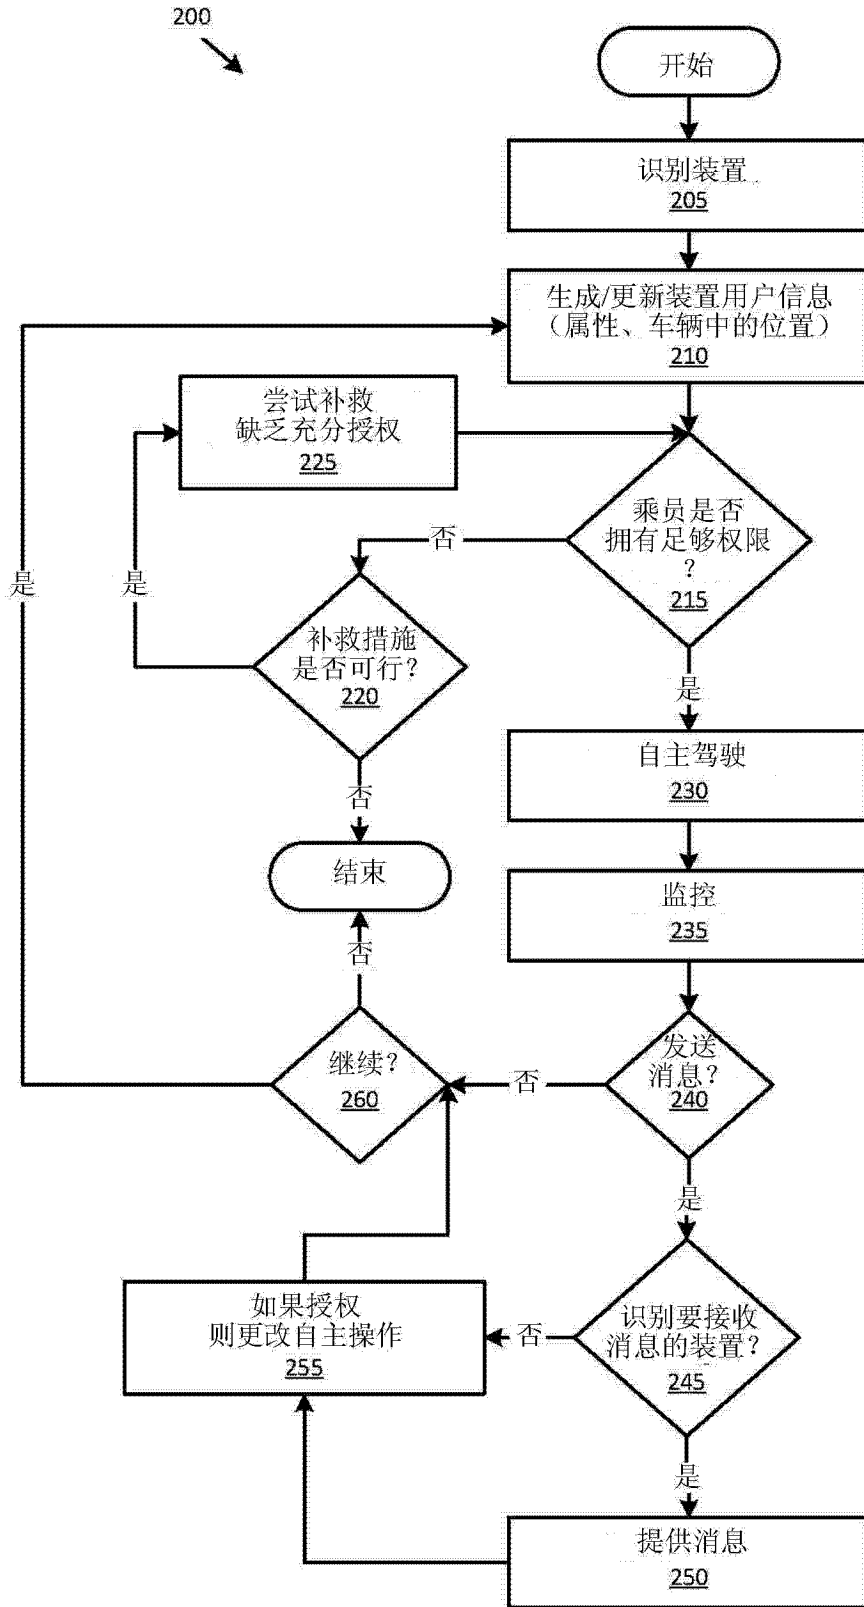 200
开始
识别装置
205
生成/更新装置用户信息
（属性、车辆中的位置）
210
尝试补救
缺乏充分授权
225
乘员是否
拥有足够权限
？
215
否
是
是
补救措施
是否可行？
220
是
否
自主驾驶
230
结束
监控
235
否
继续？
260
否
发送
消息？
240
是
如果授权
则更改自主操作
255
否
识别要接收
消息的装置？
245
是
提供消息
250